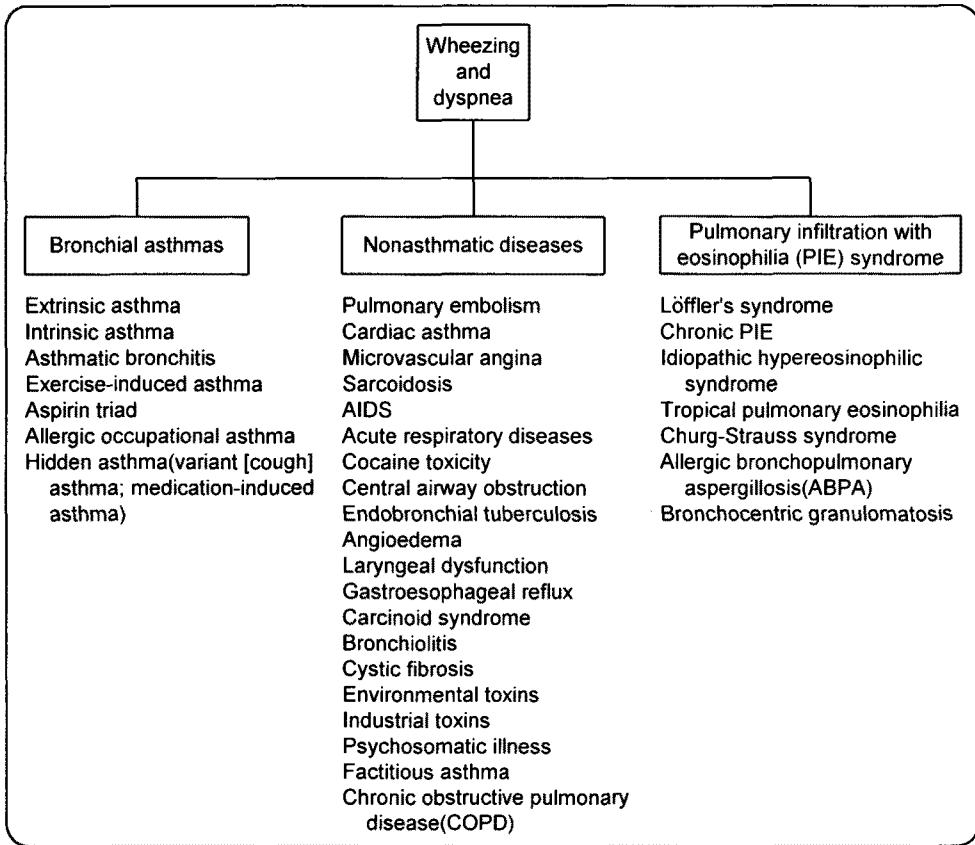 Wheezing
and
dyspnea
Bronchial asthmas
Extrinsic asthma
Intrinsic asthma
Asthmatic bronchitis
Exercise-induced asthma
Aspirin triad
Allergic occupational asthma
Hidden asthma(variant [cough]
asthma; medication-induced
asthma)
Nonasthmatic diseases
Pulmonary embolism
Cardiac asthma
Microvascular angina
Sarcoidosis
AIDS
Acute respiratory diseases
Cocaine toxicity
Central airway obstruction
Endobronchial tuberculosis
Angioedema
Laryngeal dysfunction
Gastroesophageal reflux
Carcinoid syndrome
Bronchiolitis
Cystic fibrosis
Environmental toxins
Industrial toxins
Psychosomatic illness
Factitious asthma
Chronic obstructive pulmonary
disease(COPD)
Pulmonary infiltration with
eosinophilia (PIE) syndrome
Löffler's syndrome
Chronic PIE
Idiopathic hypereosinophilic
syndrome
Tropical pulmonary eosinophilia
Churg-Strauss syndrome
Allergic bronchopulmonary
aspergillosis(ABPA)
Bronchocentric granulomatosis